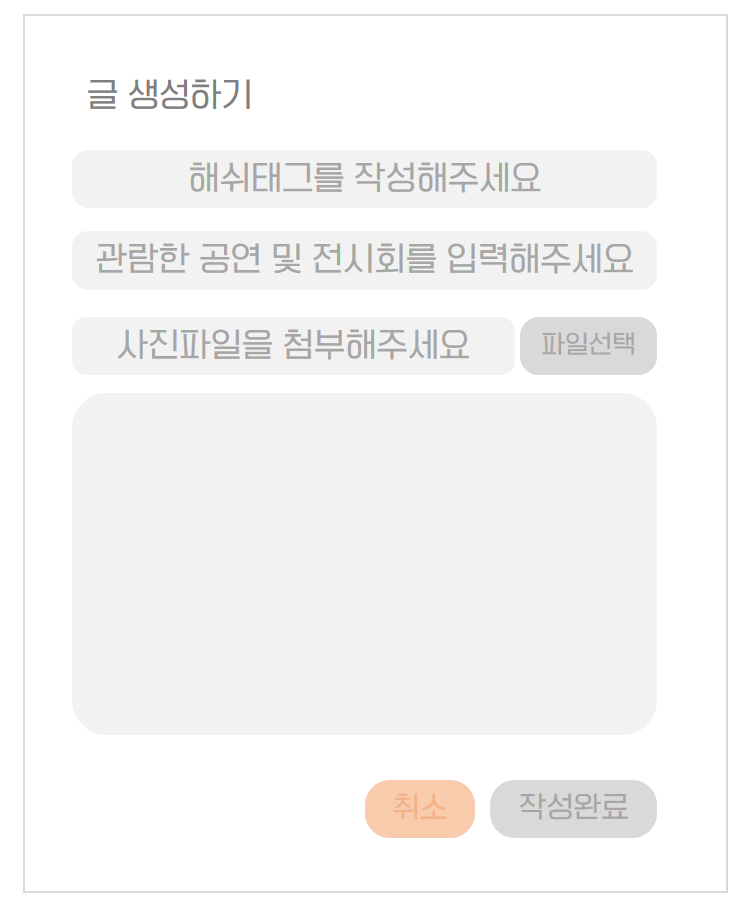 글 생성하기
해쉬태그를 작성해주세요
관람한 공연 및 전시회를 입력해주세요
사진파일을 첨부해주세요 파일선택
취소 작성완료